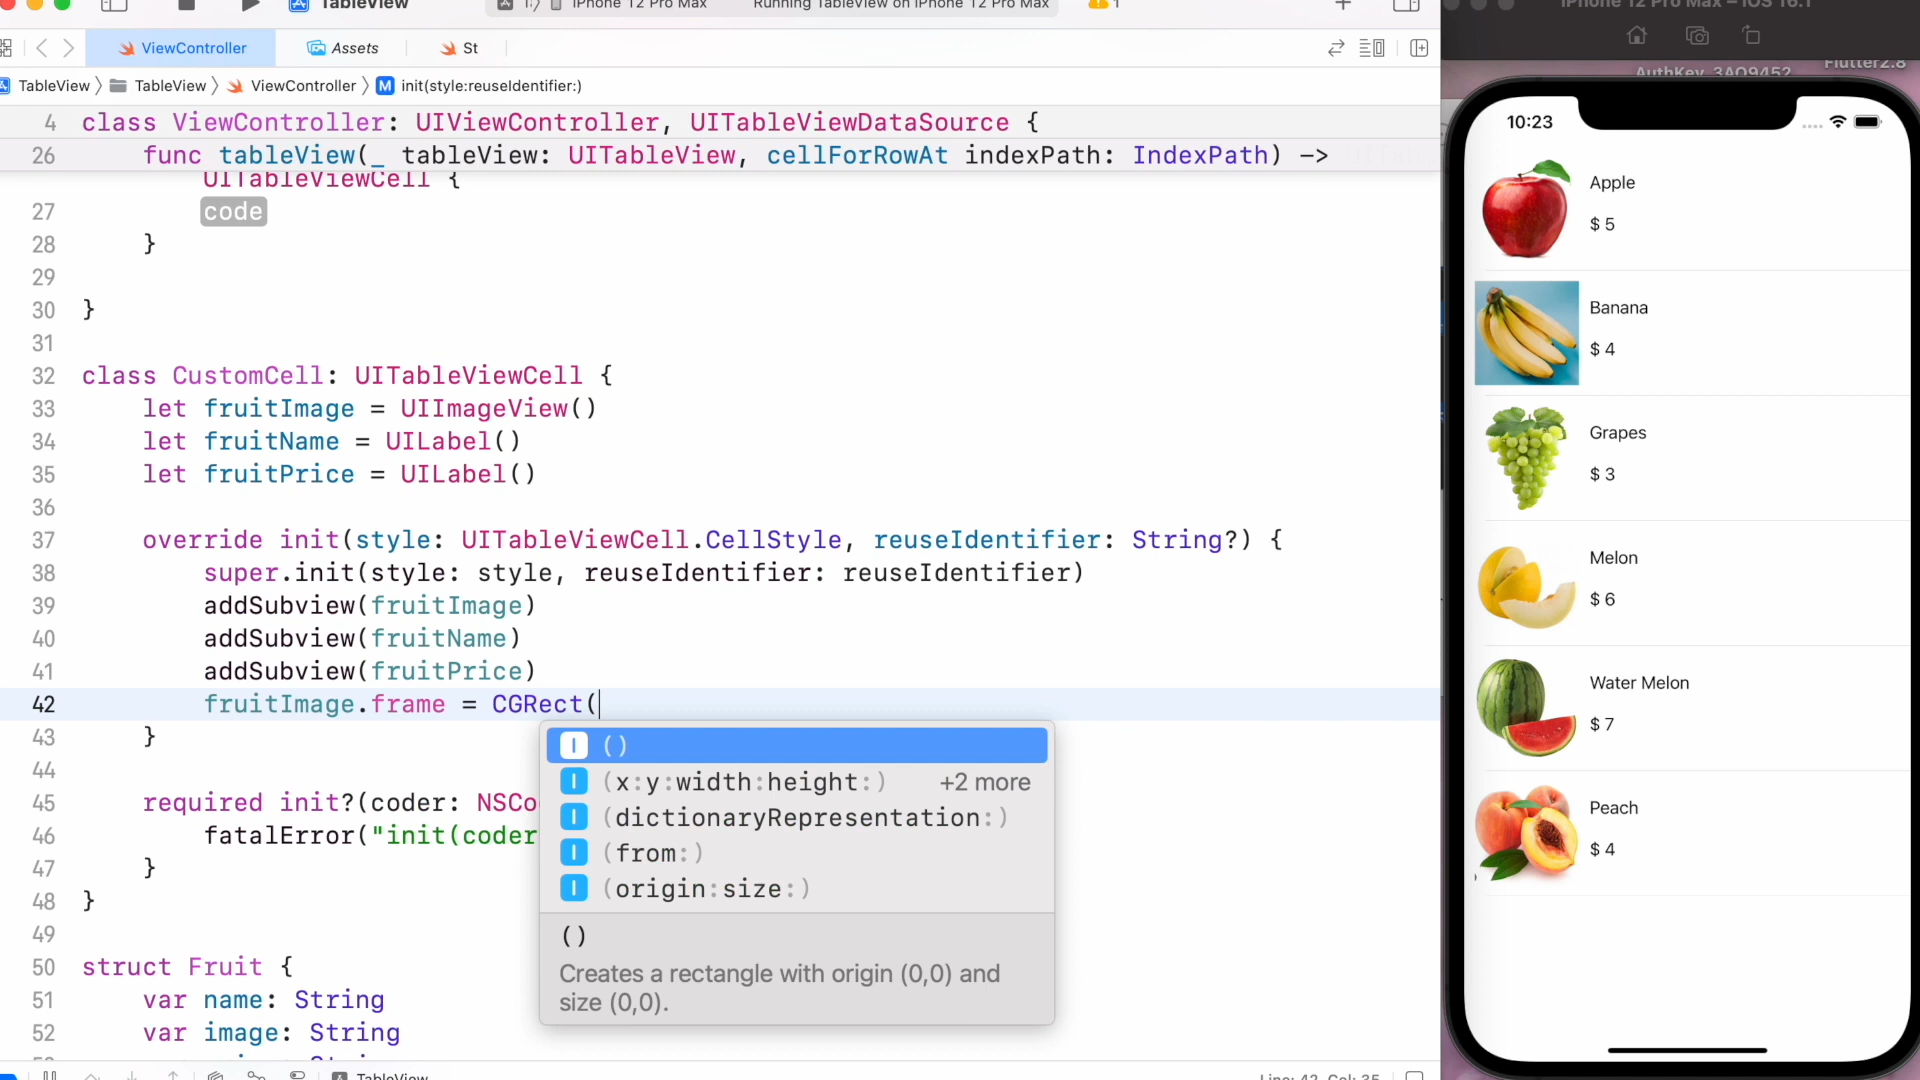 TableView
iPhone 12 Pro Max
Running TableView on iPhone 12 Pro Max
1
iPhone 12 Pro Max – iOS 16.1
ViewController
Assets
St
AuthKey_3AQ9452
Flutter2.8
TableView 〉 TableView 〉 ViewController 〉 M init(style:reuseIdentifier:)
4 class ViewController: UIViewController, UITableViewDataSource {
26 func tableView(_ tableView: UITableView, cellForRowAt indexPath: IndexPath) ->
UITableViewCell {
27 code
28 }
29
30 }
31
32 class CustomCell: UITableViewCell {
33 let fruitImage = UIImageView()
34 let fruitName = UILabel()
35 let fruitPrice = UILabel()
36
37 override init(style: UITableViewCell.CellStyle, reuseIdentifier: String?) {
38 super.init(style: style, reuseIdentifier: reuseIdentifier)
39 addSubview(fruitImage)
40 addSubview(fruitName)
41 addSubview(fruitPrice)
42 fruitImage.frame = CGRect(
43 }
44
45 required init?(coder: NSCo
46 fatalError("init(coder
47 }
48 }
49
50 struct Fruit {
51 var name: String
52 var image: String
I ()
I (x:y:width:height:) +2 more
I (dictionaryRepresentation:)
I (from:)
I (origin:size:)
()
Creates a rectangle with origin (0,0) and
size (0,0).
TableView
Line: 42 Col: 35
10:23
Apple
$ 5
Banana
$ 4
Grapes
$ 3
Melon
$ 6
Water Melon
$ 7
Peach
$ 4